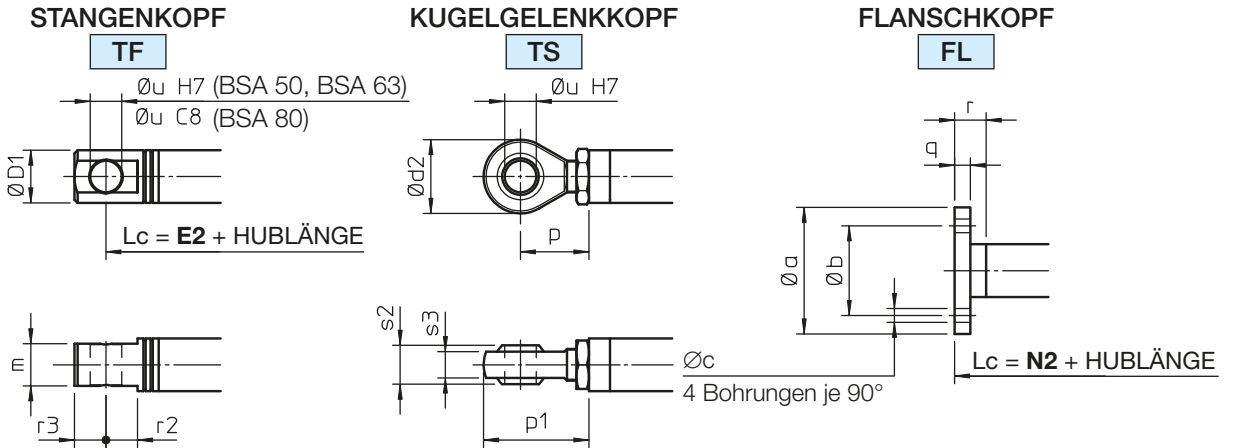 STANGENKOPF
TF
Øu H7 (BSA 50, BSA 63)
Øu C8 (BSA 80)
ØD1
Lc = E2 + HUBLÄNGE
m
r3
r2
KUGELGELENKKOPF
TS
Øu H7
Ød2
p
s2
s3
p1
FLANSCHKOPF
FL
r
q
Øa
Øb
Øc
4 Bohrungen je 90°
Lc = N2 + HUBLÄNGE